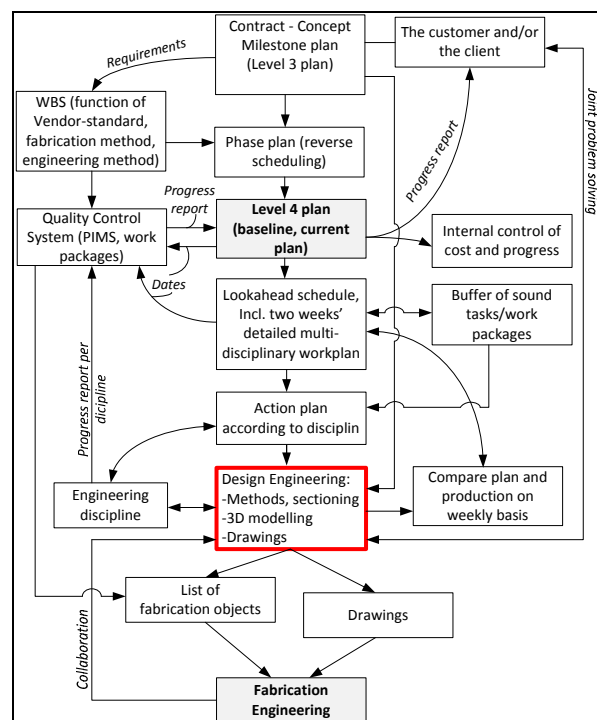 Contract - Concept
Milestone plan
(Level 3 plan)
The customer and/or
the client
Requirements
Joint problem solving
WBS (function of
Vendor-standard,
fabrication method,
engineering method)
Phase plan (reverse
scheduling)
Progress report
Progress
report
Quality Control
System (PIMS, work
packages)
Level 4 plan
(baseline, current
plan)
Internal control of
cost and progress
Dates
Lookahead schedule,
Incl. two weeks’
detailed multi-
disciplinary workplan
Buffer of sound
tasks/work
packages
Progress report per
dicipline
Action plan
according to disciplin
Engineering
discipline
Design Engineering:
-Methods, sectioning
-3D modelling
-Drawings
Compare plan and
production on
weekly basis
List of
fabrication objects
Drawings
Collaboration
Fabrication
Engineering